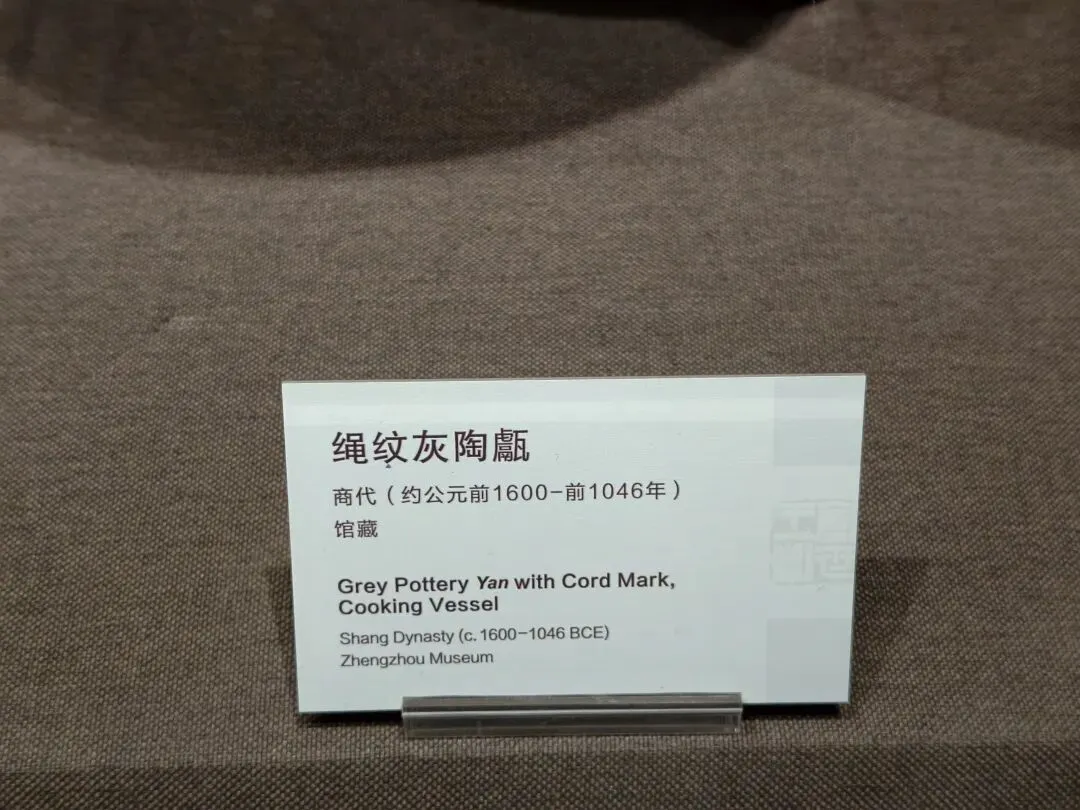 绳纹灰陶甗
商代（约公元前1600-前1046年）
馆藏
Grey Pottery Yan with Cord Mark,
Cooking Vessel
Shang Dynasty (c. 1600-1046 BCE)
Zhengzhou Museum